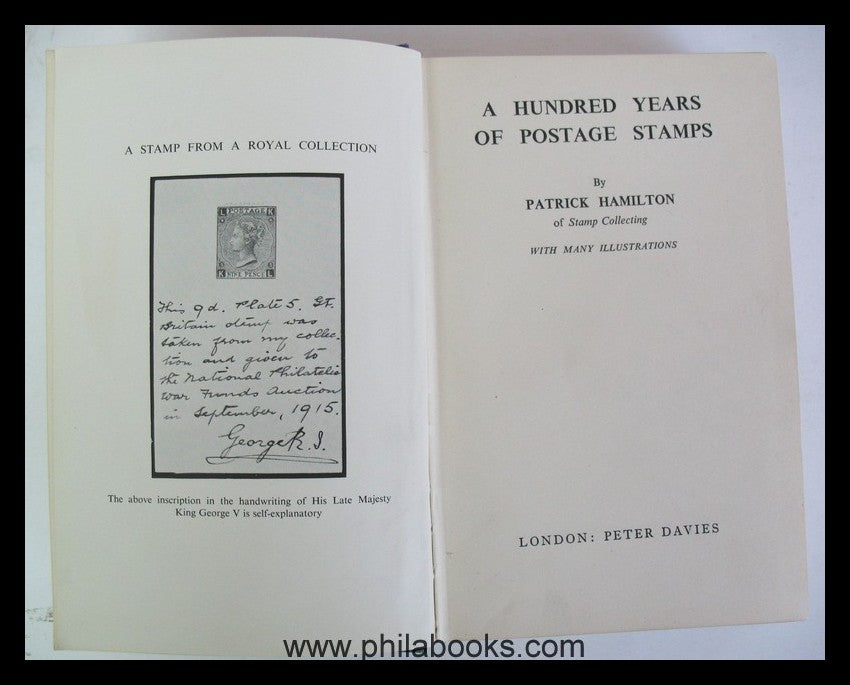 A STAMP FROM A ROYAL COLLECTION
L POSTAGE K
K NINE PENCE L
This 9d. Plate 5. Gt.
Britain stamp was
taken from my collec-
tion and given to
the National Philatelic
War Funds Auction
in September, 1915.
George R. I.
The above inscription in the handwriting of His Late Majesty
King George V is self-explanatory
A HUNDRED YEARS
OF POSTAGE STAMPS
By
PATRICK HAMILTON
of Stamp Collecting
WITH MANY ILLUSTRATIONS
LONDON: PETER DAVIES
www.philabooks.com